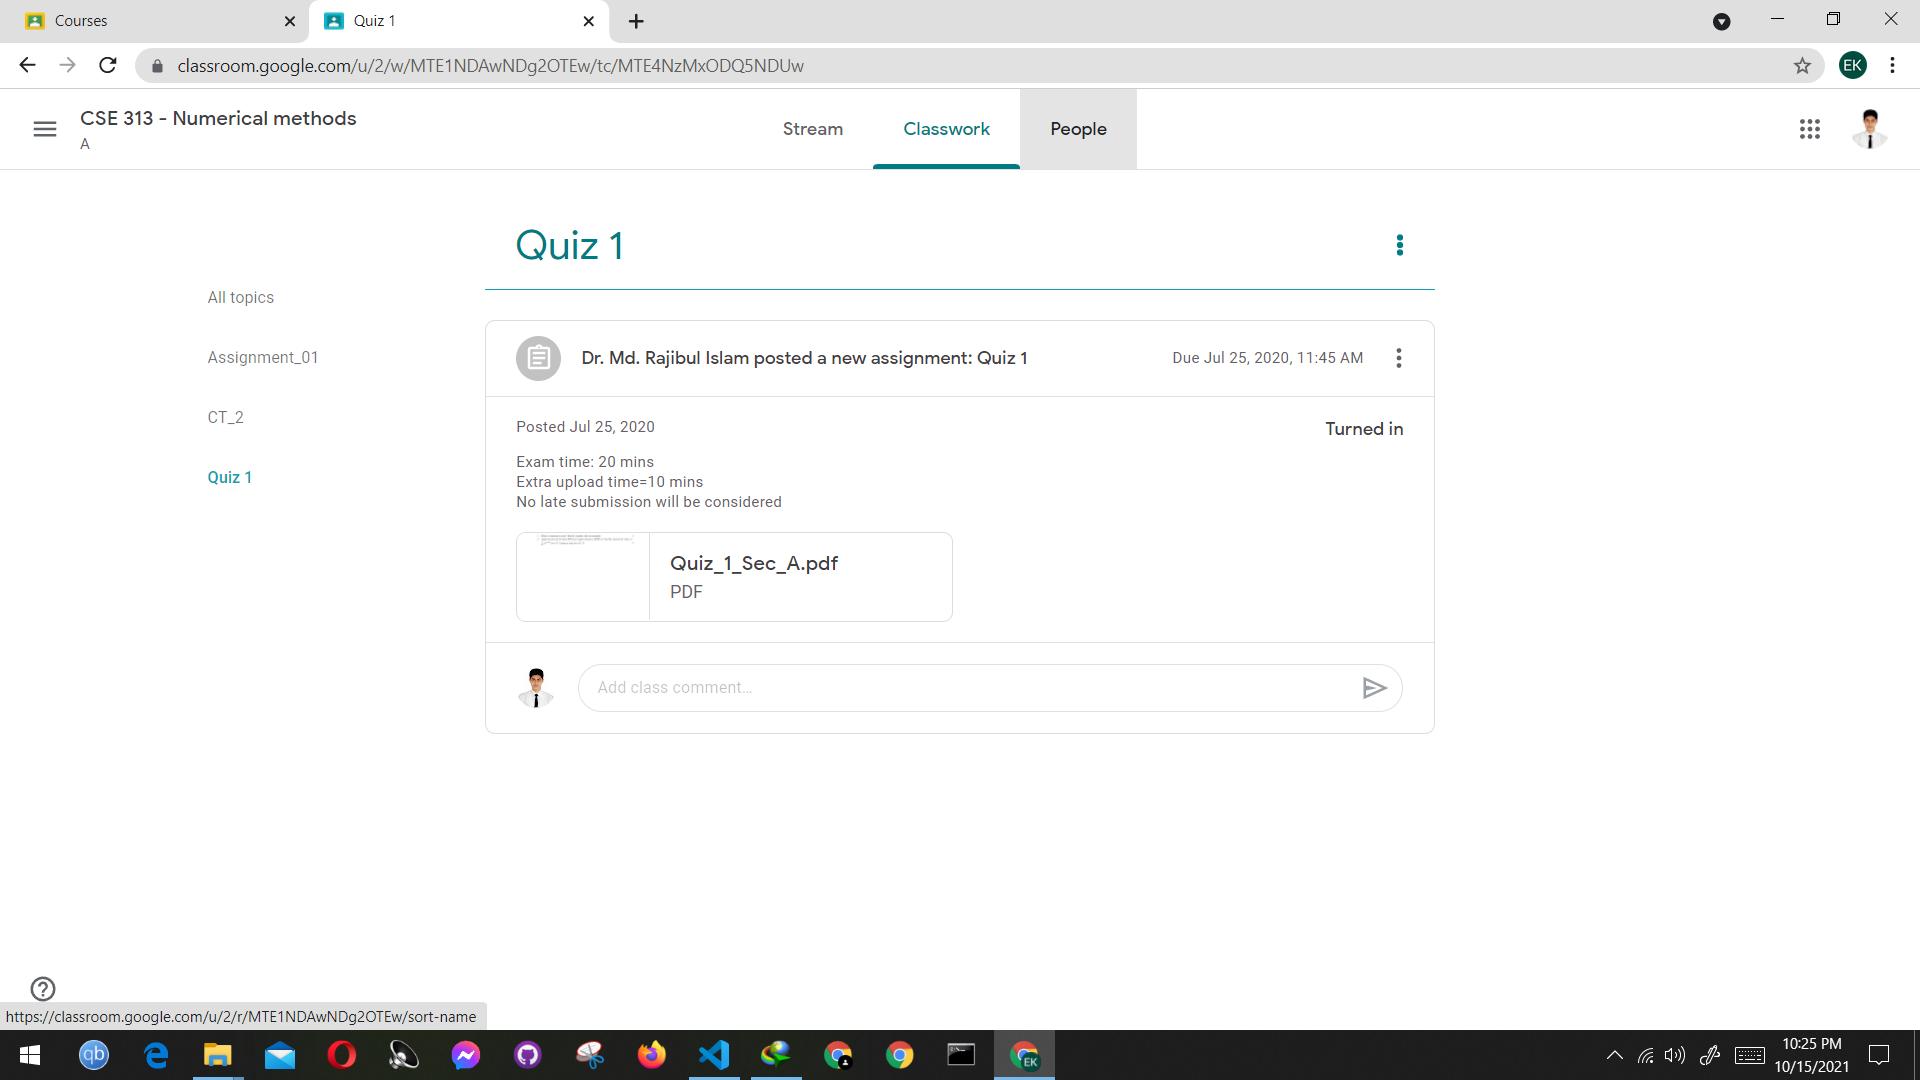 Courses
Quiz 1
classroom.google.com/u/2/w/MTE1NDAwNDg2OTEw/tc/MTE4NzMxODQ5NDUw
EK
CSE 313 - Numerical methods
A
Stream
Classwork
People
Quiz 1
All topics
Assignment_01
CT_2
Quiz 1
Dr. Md. Rajibul Islam posted a new assignment: Quiz 1
Due Jul 25, 2020, 11:45 AM
Posted Jul 25, 2020
Turned in
Exam time: 20 mins
Extra upload time=10 mins
No late submission will be considered
Quiz_1_Sec_A.pdf
PDF
Add class comment...
https://classroom.google.com/u/2/r/MTE1NDAwNDg2OTEw/sort-name
qb
EK
10:25 PM
10/15/2021